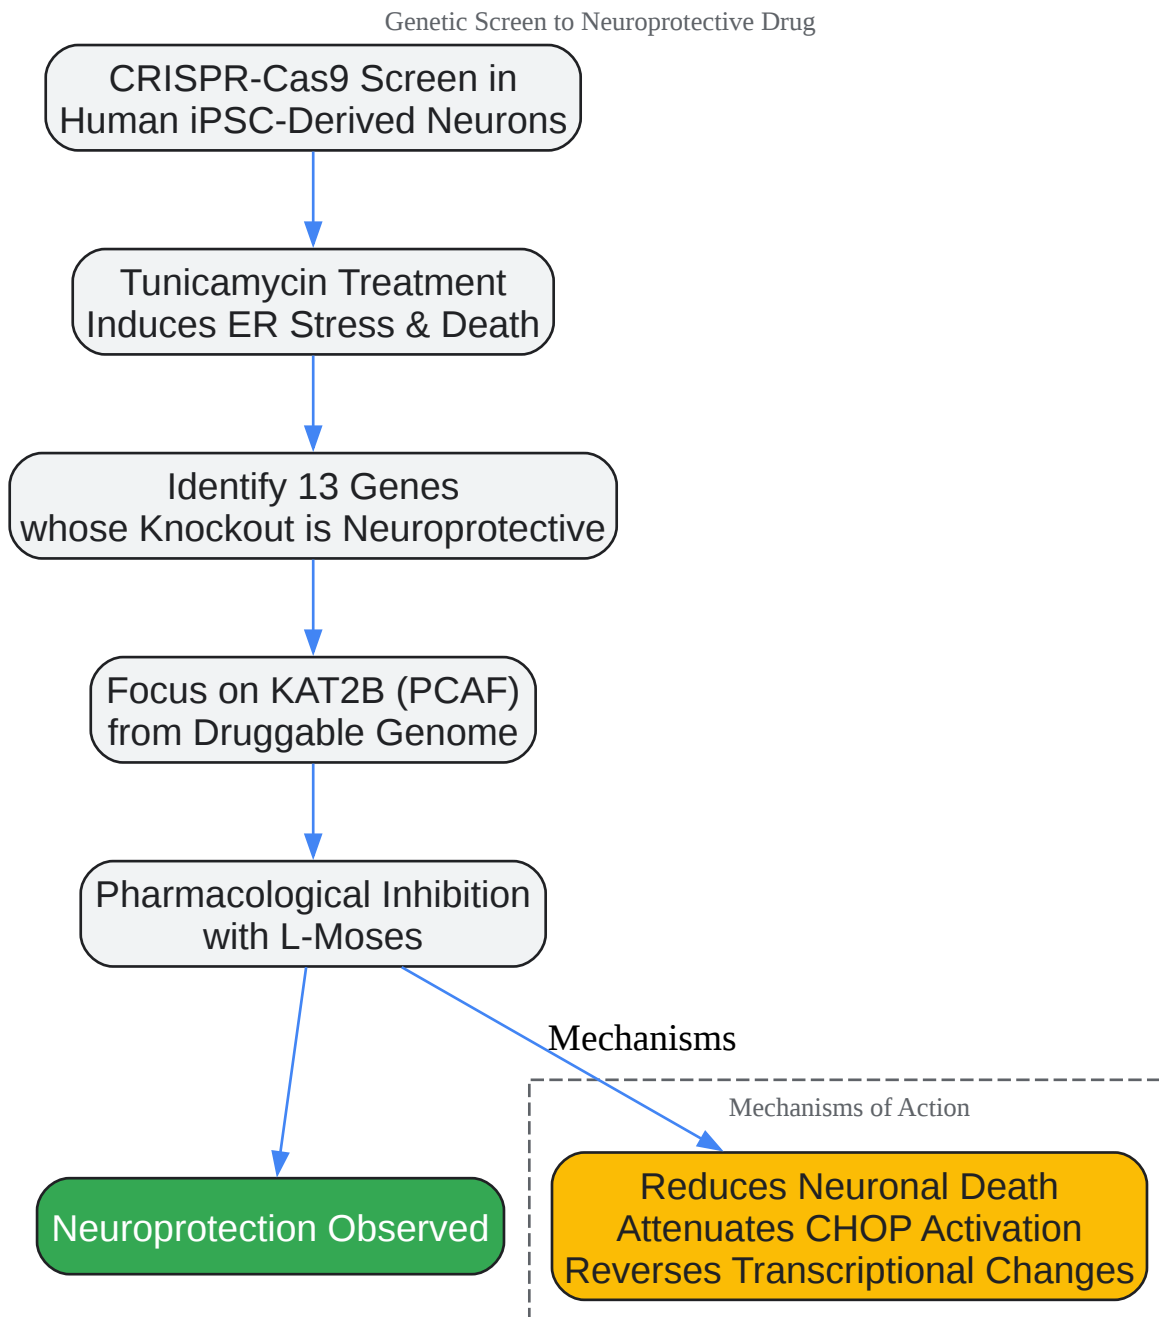 Genetic Screen to Neuroprotective Drug
CRISPR-Cas9 Screen in
Human iPSC-Derived Neurons
Tunicamycin Treatment
Induces ER Stress & Death
Identify 13 Genes
whose Knockout is Neuroprotective
Focus on KAT2B (PCAF)
from Druggable Genome
Pharmacological Inhibition
with L-Moses
Mechanisms
Mechanisms of Action
Neuroprotection Observed
Reduces Neuronal Death
Attenuates CHOP Activation
Reverses Transcriptional Changes